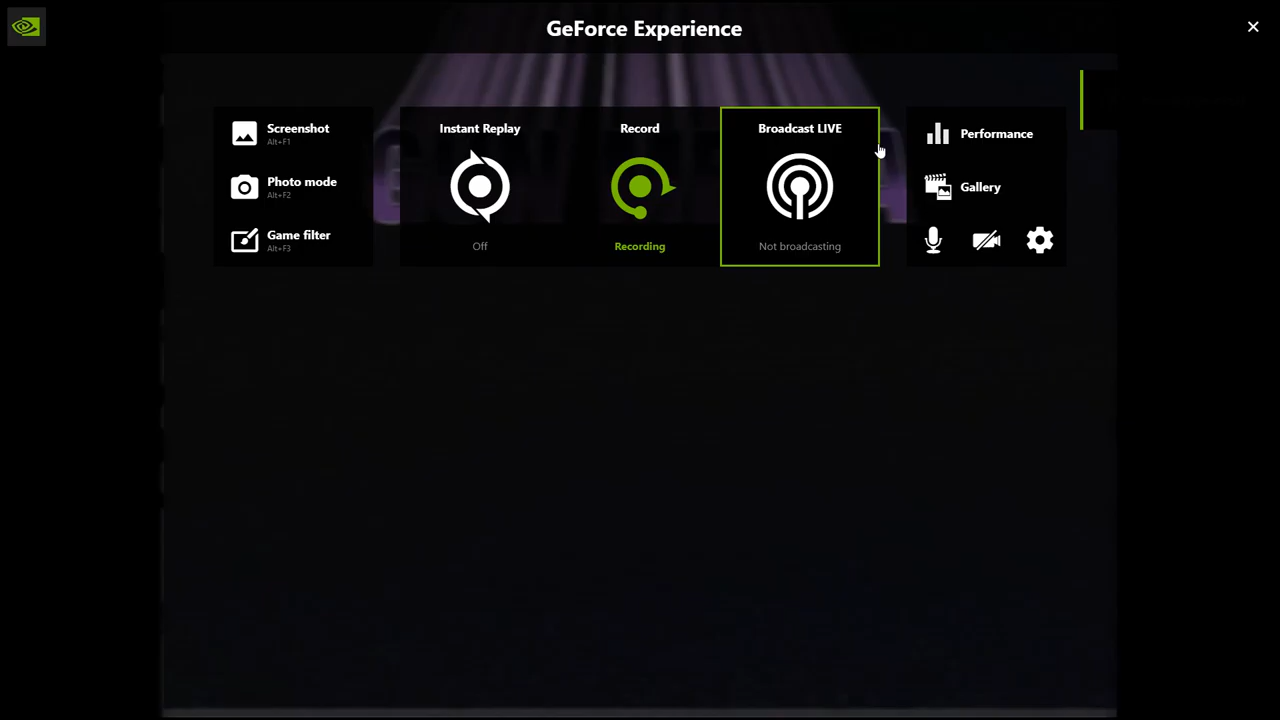 GeForce Experience
Screenshot
Alt+F1
Photo mode
Alt+F2
Game filter
Alt+F3
Instant Replay
Off
Record
Recording
Broadcast LIVE
Not broadcasting
Performance
Gallery